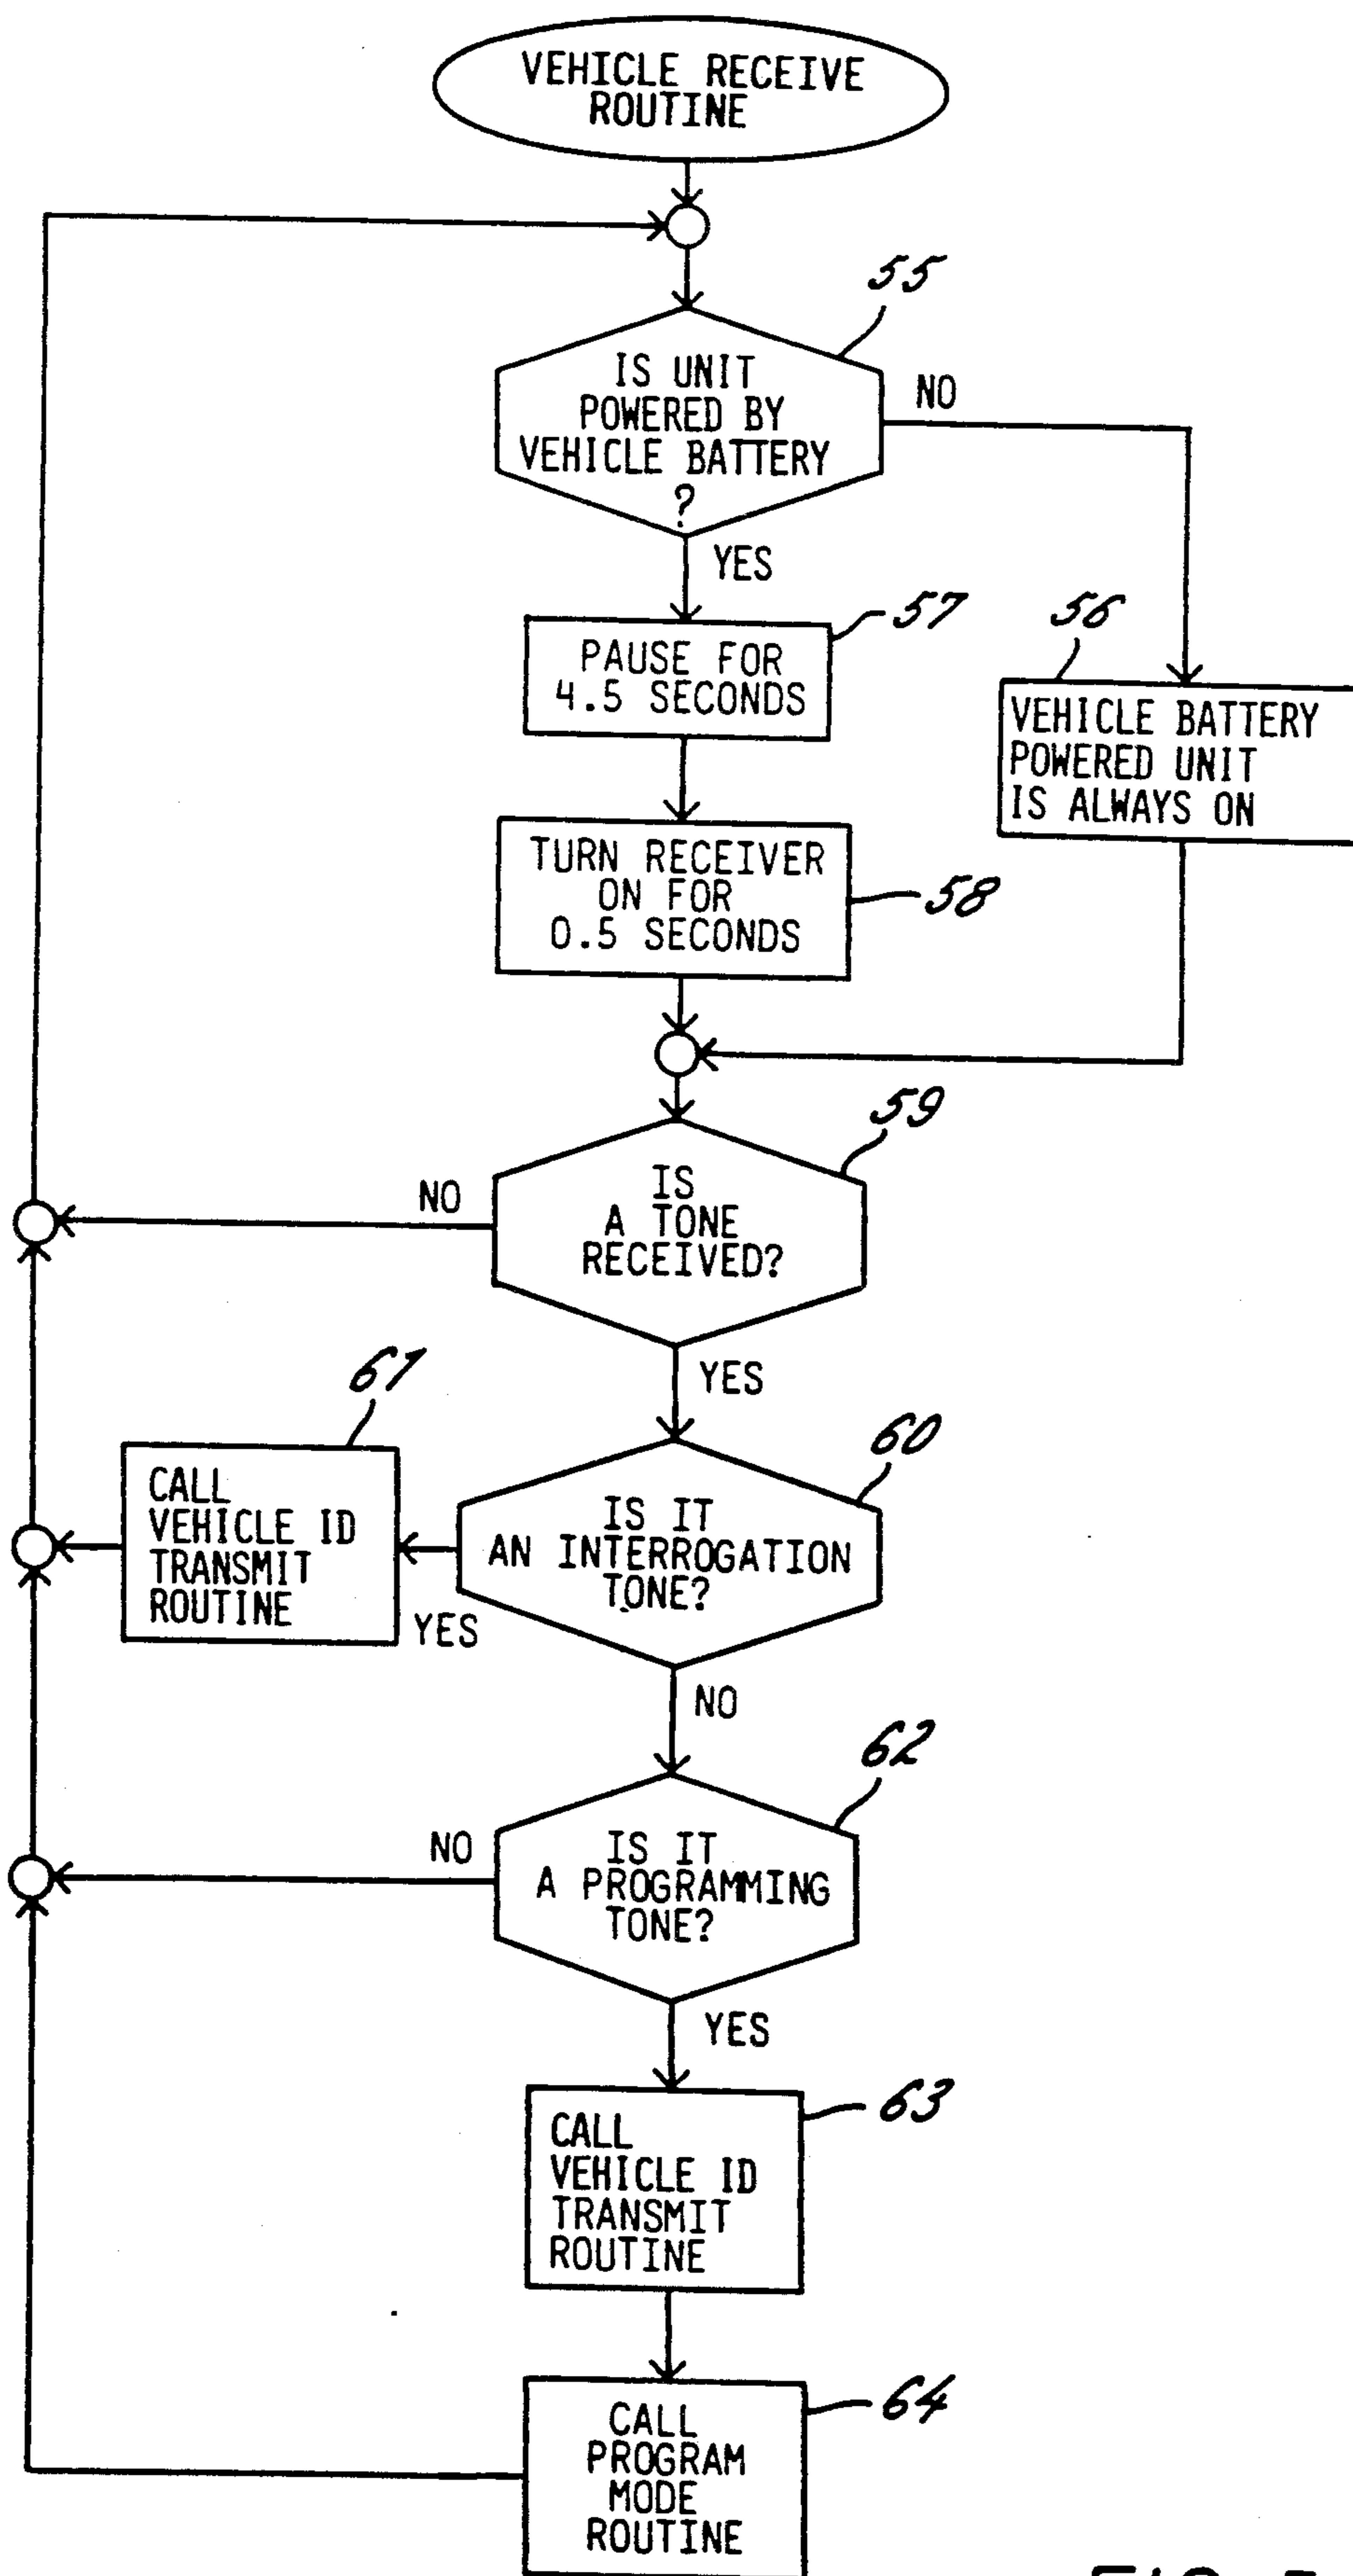 VEHICLE RECEIVE
ROUTINE
55
IS UNIT
POWERED BY
VEHICLE BATTERY
?
NO
YES
57
PAUSE FOR
4.5 SECONDS
56
VEHICLE BATTERY
POWERED UNIT
IS ALWAYS ON
TURN RECEIVER
ON FOR
0.5 SECONDS
58
59
IS
A TONE
RECEIVED?
NO
YES
61
CALL
VEHICLE ID
TRANSMIT
ROUTINE
60
IS IT
AN INTERROGATION
TONE?
YES
NO
62
IS IT
A PROGRAMMING
TONE?
NO
YES
63
CALL
VEHICLE ID
TRANSMIT
ROUTINE
64
CALL
PROGRAM
MODE
ROUTINE